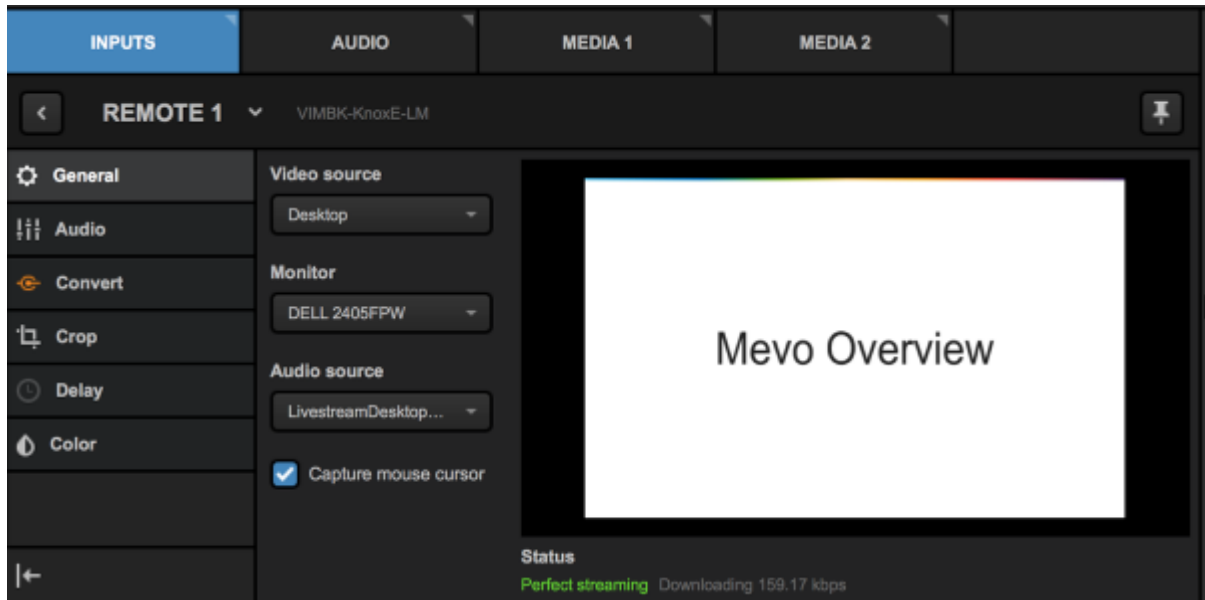 INPUTS
AUDIO
MEDIA 1
MEDIA 2
REMOTE 1
VIMBK-KnoxE-LM
General
Audio
Convert
Crop
Delay
Color
Video source
Desktop
Monitor
DELL 2405FPW
Audio source
LivestreamDesktop...
Capture mouse cursor
Mevo Overview
Status
Perfect streaming Downloading 159.17 kbps